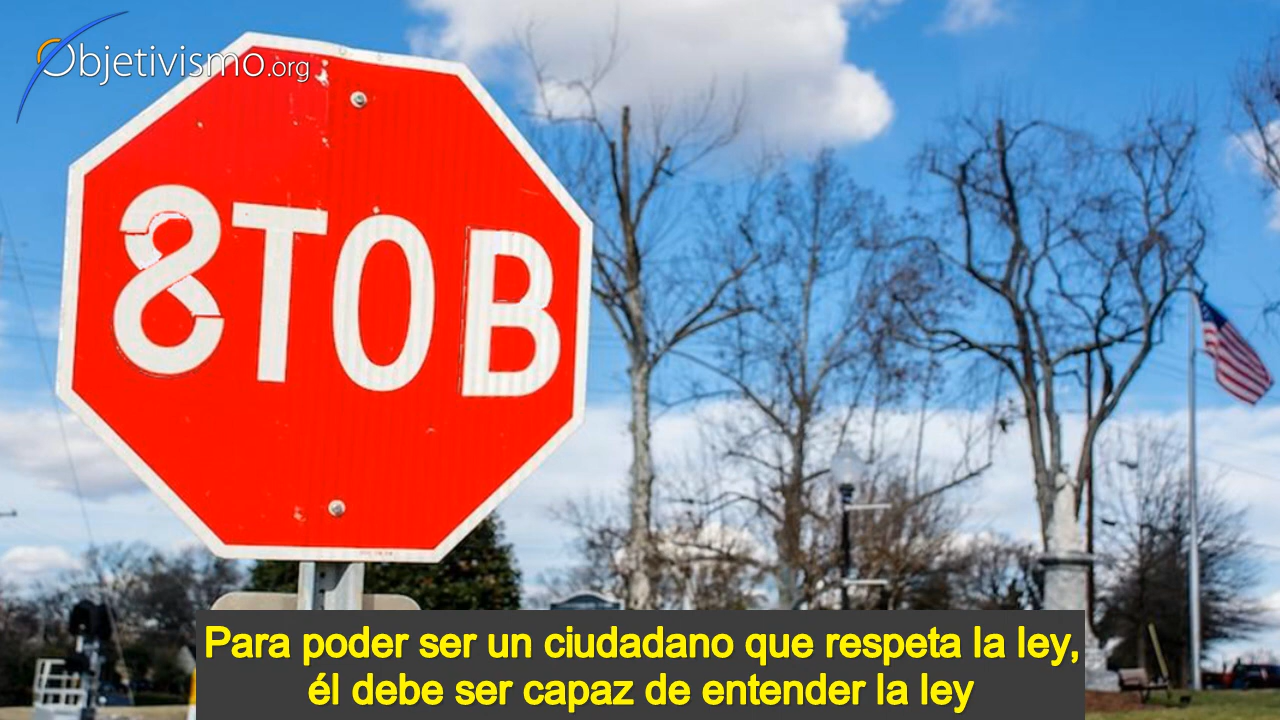 Objetivismo.org
8TOB
Para poder ser un ciudadano que respeta la ley,
él debe ser capaz de entender la ley